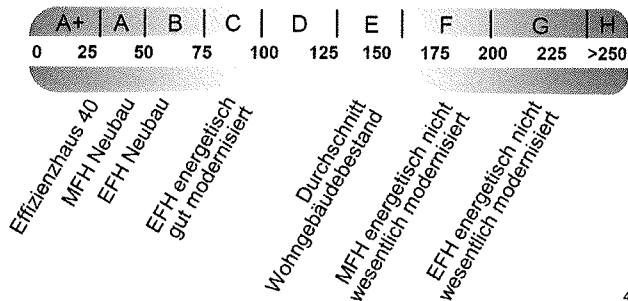 A+ | A | B | C | D | E | F | G | H
0 25 50 75 100 125 150 175 200 225 >250
Effizienzhaus 40
MFH Neubau
EFH Neubau
EFH energetisch
gut modernisiert
Durchschnitt
Wohngebäudebestand
MFH energetisch nicht
wesentlich modernisiert
EFH energetisch nicht
wesentlich modernisiert